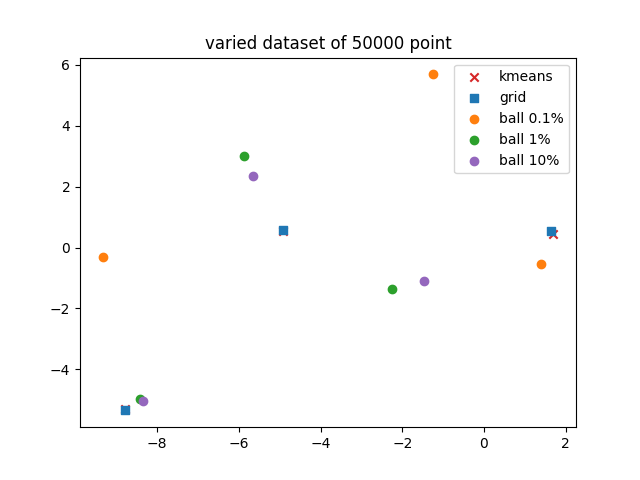 varied dataset of 50000 point
kmeans
grid
ball 0.1%
ball 1%
ball 10%
6
4
2
0
−2
−4
−8
−6
−4
−2
0
2